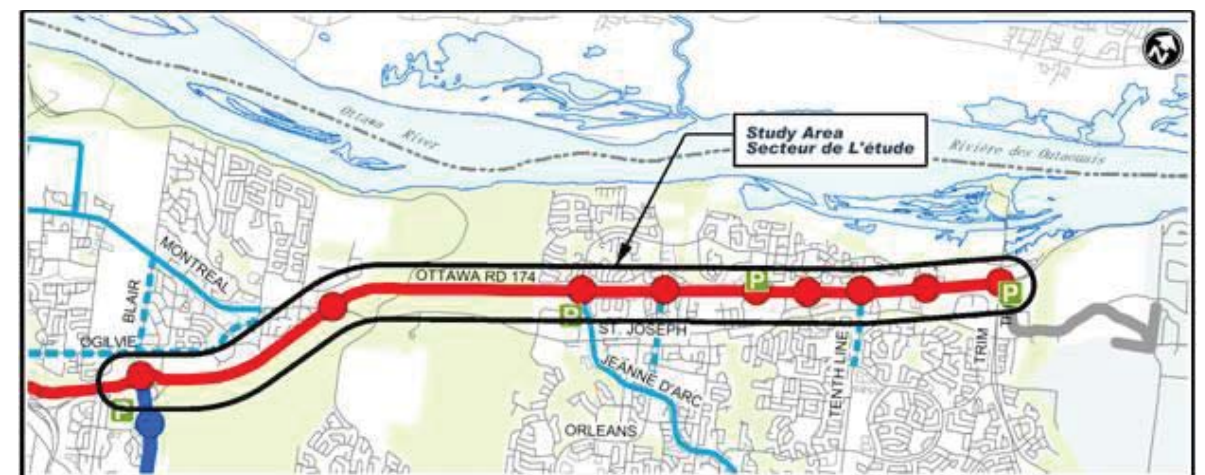 N
Ottawa River
Study Area
Secteur de L'étude
Rivière des Outaouais
MONTREAL
BLAIR
OTTAWA RD 174
OGILVIE
P
ST. JOSEPH
P
P
P
JEANNE D'ARC
TENTH LINE
TRIM
ORLEANS